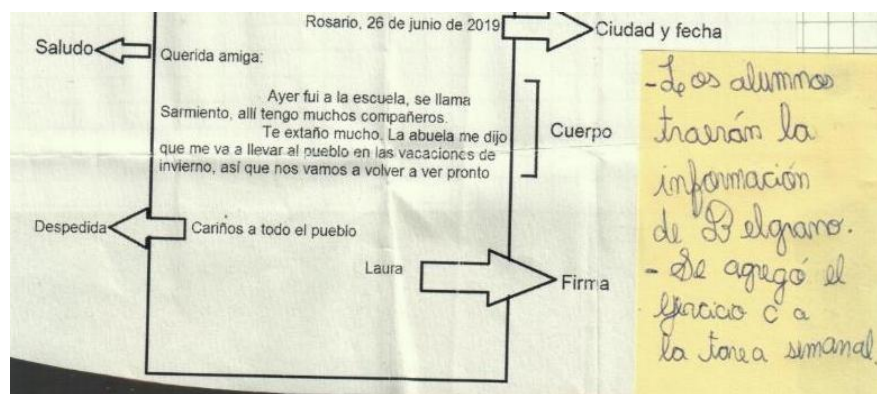 Rosario, 26 de junio de 2019
Ciudad y fecha
Saludo
Querida amiga:
Ayer fui a la escuela, se llama
Sarmiento, allí tengo muchos compañeros.
Te extaño mucho. La abuela me dijo
que me va a llevar al pueblo en las vacaciones de
invierno, así que nos vamos a volver a ver pronto
Cuerpo
Despedida
Cariños a todo el pueblo
Laura
Firma
-Los alumnos
traerán la
información
de Belgrano.
- Se agregó el
ejercicio c a
la tarea semanal.